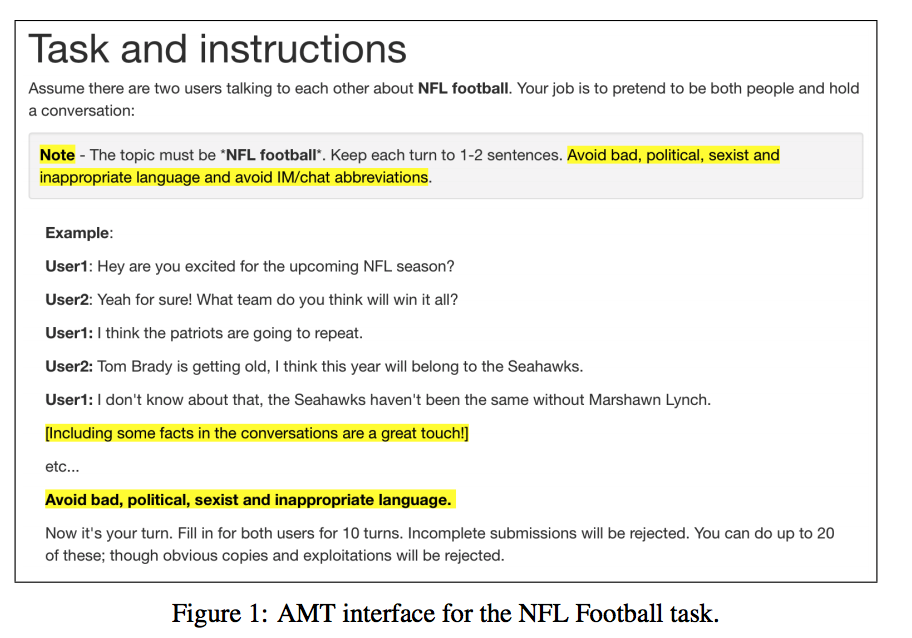 Task and instructions
Assume there are two users talking to each other about NFL football. Your job is to pretend to be both people and hold
a conversation:
Note - The topic must be *NFL football*. Keep each turn to 1-2 sentences. Avoid bad, political, sexist and
inappropriate language and avoid IM/chat abbreviations.
Example:
User1: Hey are you excited for the upcoming NFL season?
User2: Yeah for sure! What team do you think will win it all?
User1: I think the patriots are going to repeat.
User2: Tom Brady is getting old, I think this year will belong to the Seahawks.
User1: I don't know about that, the Seahawks haven't been the same without Marshawn Lynch.
[Including some facts in the conversations are a great touch!]
etc...
Avoid bad, political, sexist and inappropriate language.
Now it's your turn. Fill in for both users for 10 turns. Incomplete submissions will be rejected. You can do up to 20
of these; though obvious copies and exploitations will be rejected.
Figure 1: AMT interface for the NFL Football task.